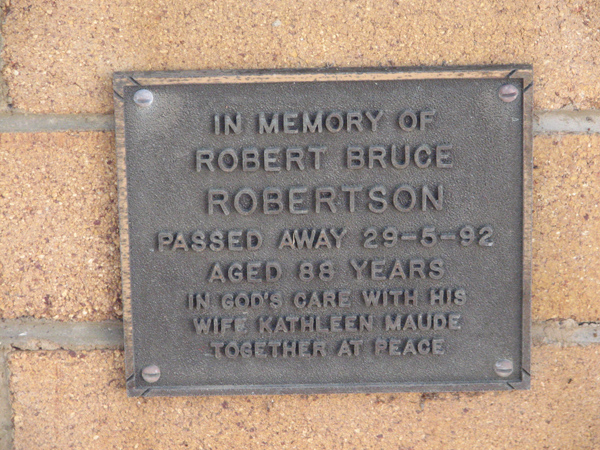 IN MEMORY OF
ROBERT BRUCE
ROBERTSON
PASSED AWAY 29-5-92
AGED 88 YEARS
IN GOD'S CARE WITH HIS
WIFE KATHLEEN MAUDE
TOGETHER AT PEACE